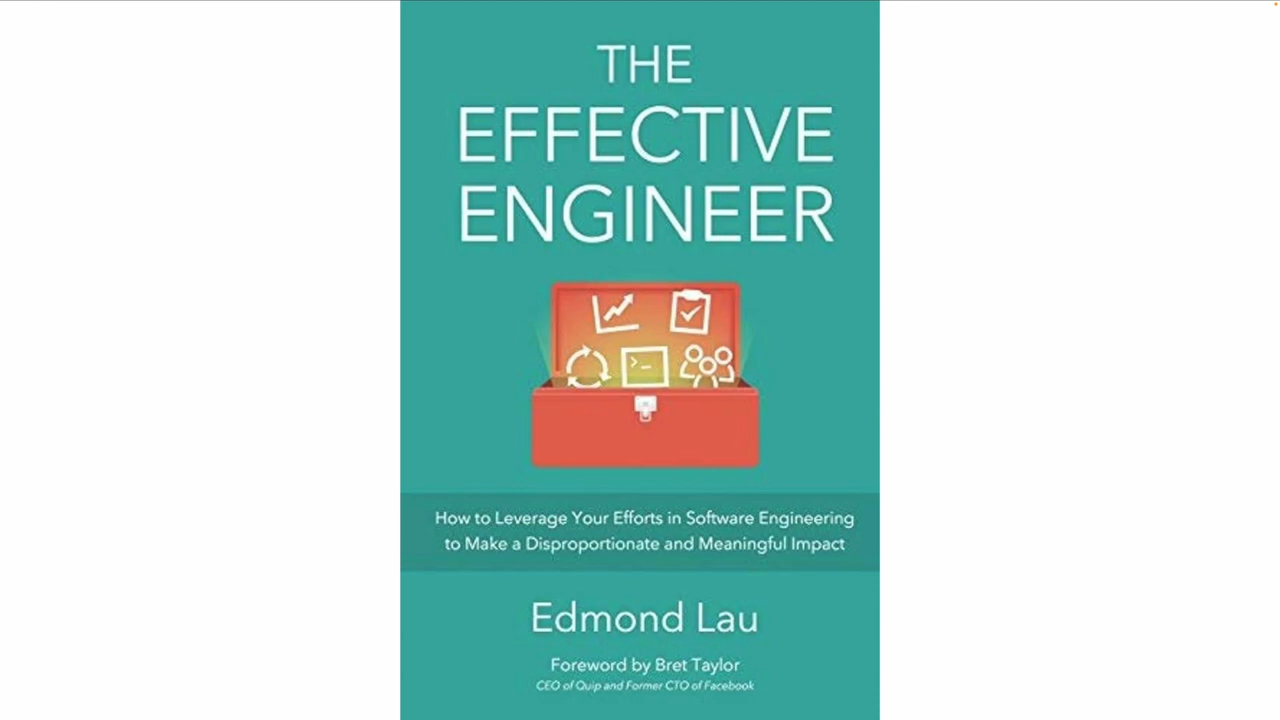 THE
EFFECTIVE
ENGINEER
>-
How to Leverage Your Efforts in Software Engineering
to Make a Disproportionate and Meaningful Impact
Edmond Lau
Foreword by Bret Taylor
CEO of Quip and Former CTO of Facebook